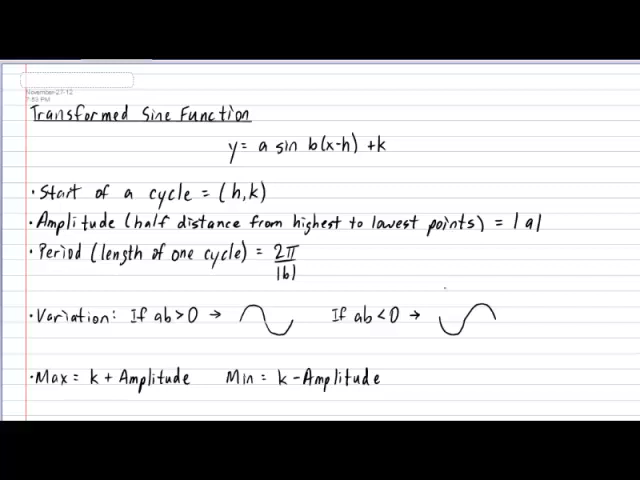 November-27-12
7:53 PM
Transformed Sine Function
y = a sin b(x-h) + k
• Start of a cycle = (h, k)
• Amplitude (half distance from highest to lowest points) = |a|
• Period (length of one cycle) = 2π/|b|
• Variation: If ab > 0 → If ab < 0 →
• Max = k + Amplitude Min = k - Amplitude